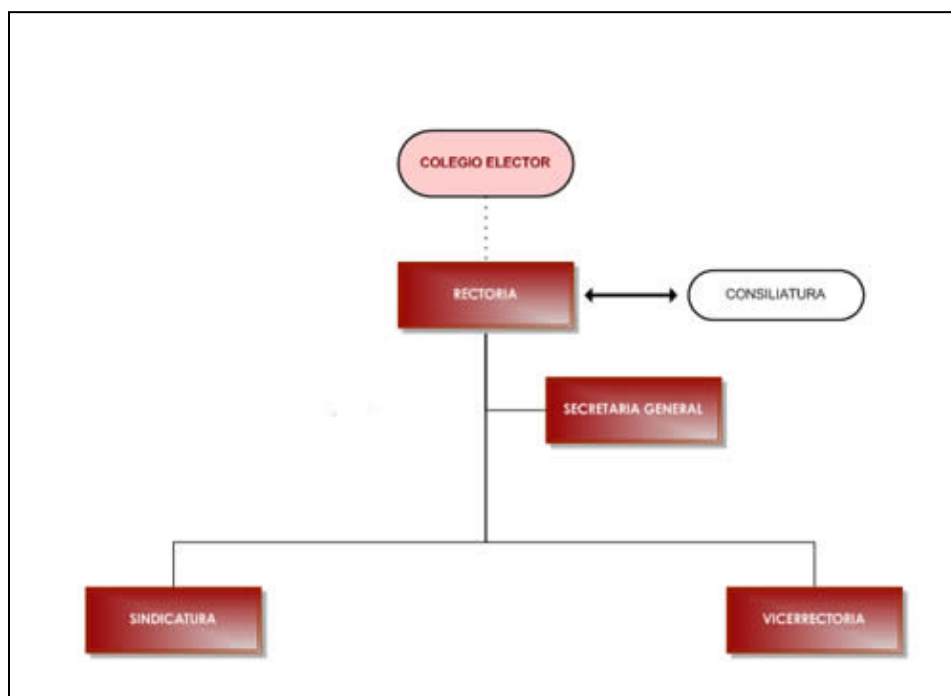 COLEGIO ELECTOR
RECTORIA
CONSILIATURA
SECRETARIA GENERAL
SINDICATURA
VICERRECTORIA